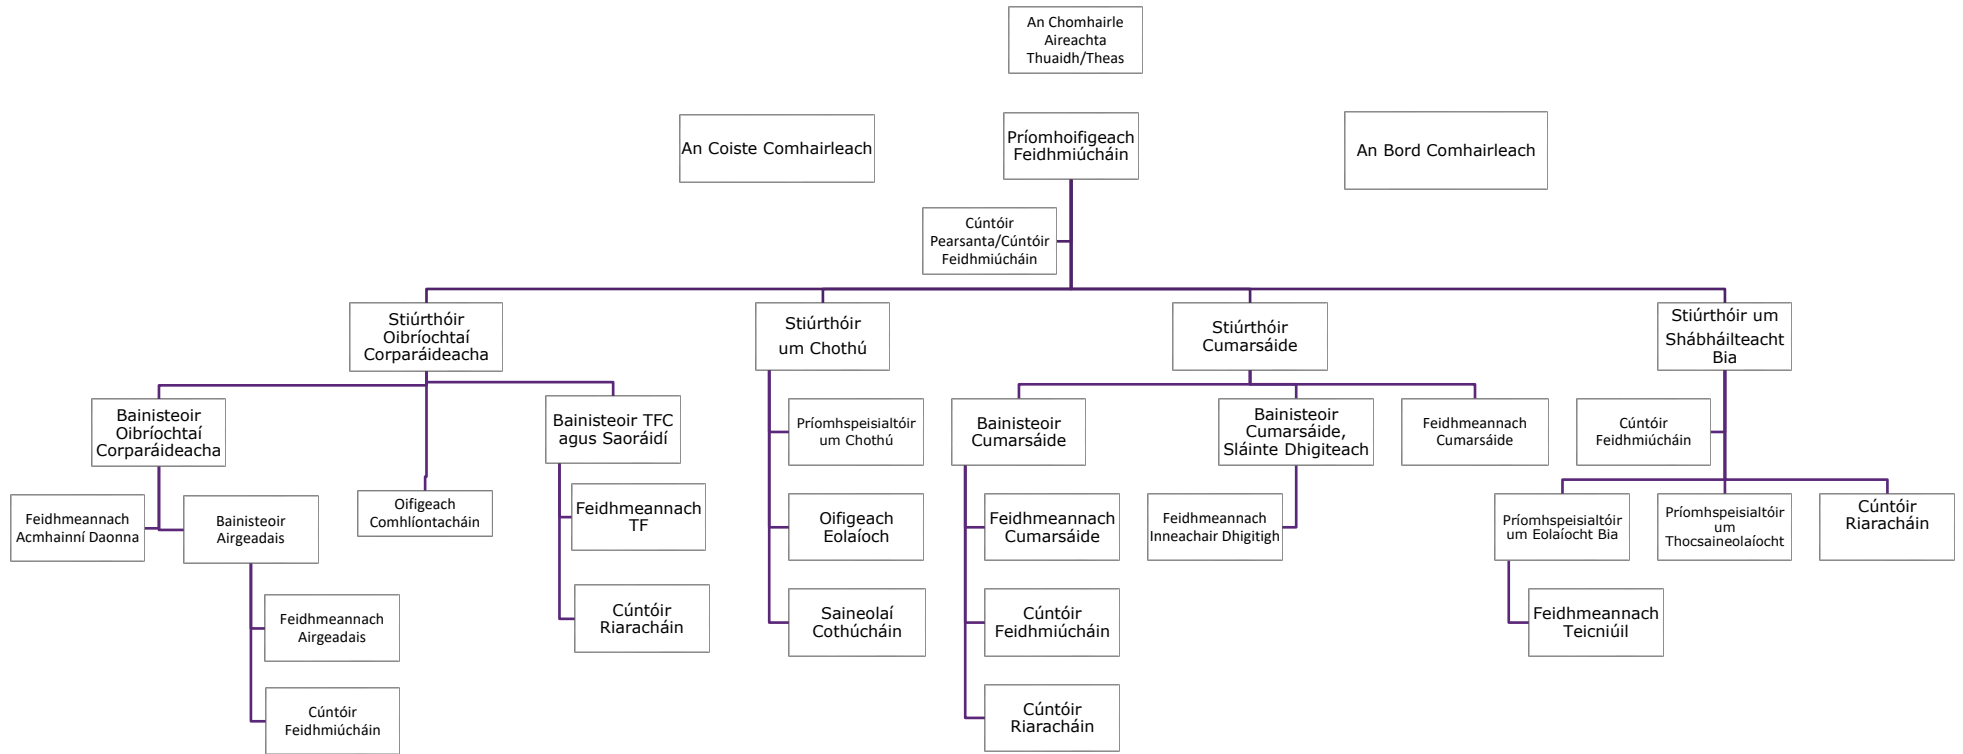 An Chomhairle
Aireachta
Thuaidh/Theas
An Coiste Comhairleach
Príomhoifigeach
Feidhmiúcháin
An Bord Comhairleach
Cúntóir
Pearsanta/Cúntóir
Feidhmiúcháin
Stiúrthóir
Oibríochtaí
Corparáideacha
Stiúrthóir
um Chothú
Stiúrthóir
Cumarsáide
Stiúrthóir um
Shábháilteacht
Bia
Bainisteoir
Oibríochtaí
Corparáideacha
Bainisteoir TFC
agus Saoráidí
Príomhspeisialtóir
um Chothú
Bainisteoir
Cumarsáide
Bainisteoir
Cumarsáide,
Sláinte Dhigiteach
Feidhmeannach
Cumarsáide
Cúntóir
Feidhmiúcháin
Feidhmeannach
Acmhainní Daonna
Bainisteoir
Airgeadais
Oifigeach
Comhlíontacháin
Feidhmeannach
TF
Oifigeach
Eolaíoch
Feidhmeannach
Cumarsáide
Feidhmeannach
Inneachair Dhigitigh
Príomhspeisialtóir
um Eolaíocht Bia
Príomhspeisialtóir
um
Thocsaineolaíocht
Cúntóir
Riaracháin
Feidhmeannach
Airgeadais
Cúntóir
Riaracháin
Saineolaí
Cothúcháin
Cúntóir
Feidhmiúcháin
Feidhmeannach
Teicniúil
Cúntóir
Feidhmiúcháin
Cúntóir
Riaracháin